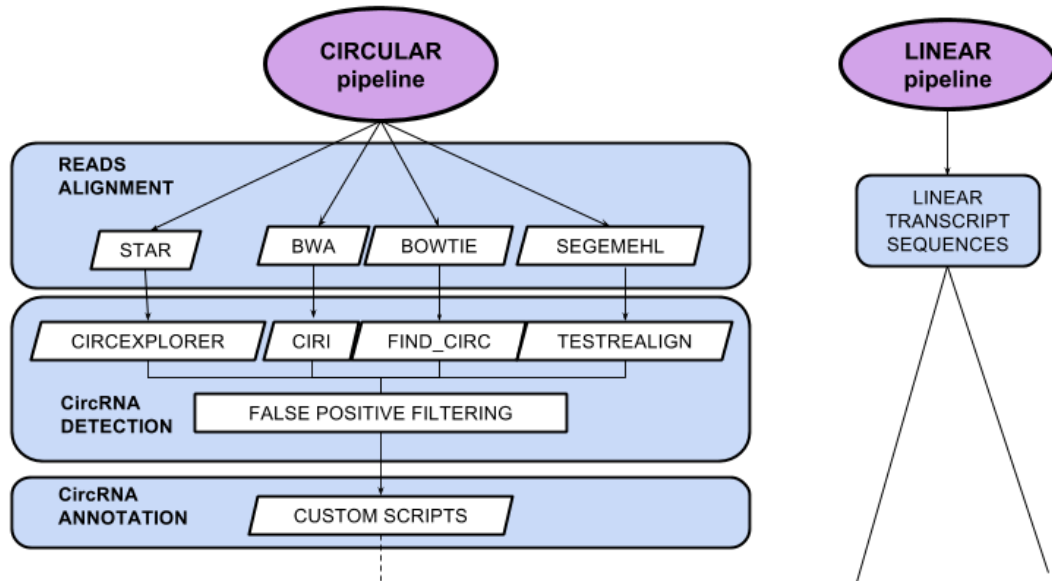 CIRCULAR
pipeline
LINEAR
pipeline
READS
ALIGNMENT
STAR
BWA
BOWTIE
SEGEMEHL
LINEAR
TRANSCRIPT
SEQUENCES
CIRCEXPLORER
CIRI
FIND_CIRC
TESTREALIGN
CircRNA
DETECTION
FALSE POSITIVE FILTERING
CircRNA
ANNOTATION
CUSTOM SCRIPTS